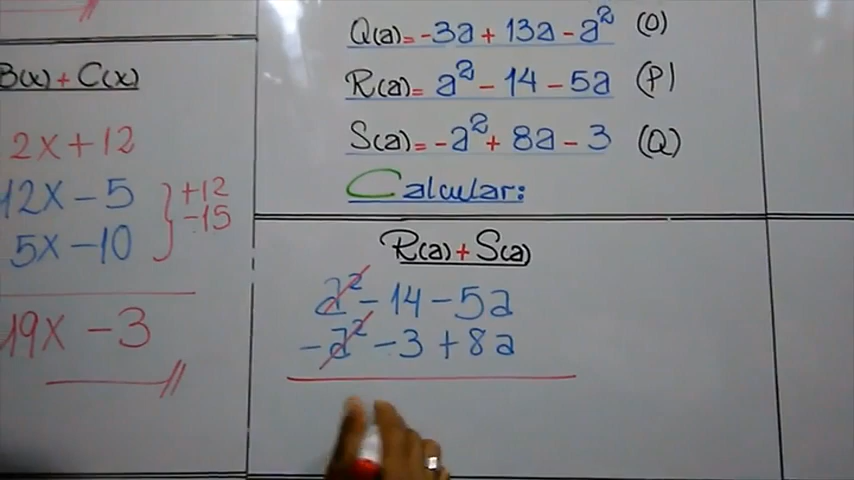 B(x) + C(x)
2x + 12
12x - 5 } +12
5x - 10 } -15
19x - 3
Q(a) = -3a + 13a - a² (O)
R(a) = a² - 14 - 5a (P)
S(a) = -a² + 8a - 3 (Q)
Calcular:
R(a) + S(a)
a² - 14 - 5a
-a² - 3 + 8a